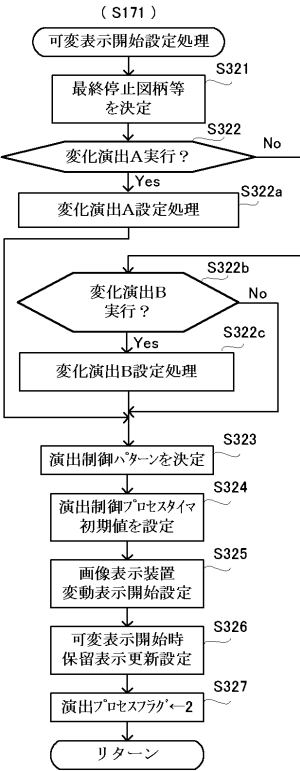 (S171)
可変表示開始設定処理
S321
最終停止図柄等
を決定
S322
変化演出A実行？
No
Yes
S322a
変化演出A設定処理
S322b
変化演出B
実行？
No
Yes
S322c
変化演出B設定処理
S323
演出制御ﾊﾟﾀｰﾝを決定
S324
演出制御ﾌﾟﾛｾｽﾀｲﾏ
初期値を設定
S325
画像表示装置
変動表示開始設定
S326
可変表示開始時
保留表示更新設定
S327
演出ﾌﾟﾛｾｽﾌﾗｸﾞ←2
リターン